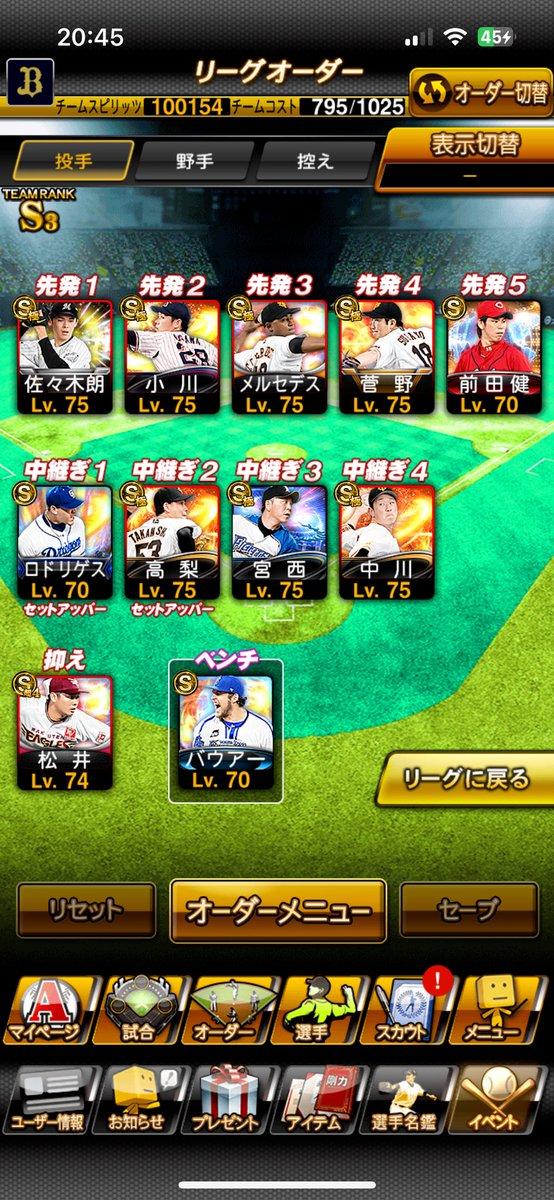 20:45
45
B
リーグオーダー
オーダー切替
チームスピリッツ 100154 チームコスト 795/1025
投手 野手 控え 表示切替
TEAM RANK
S3
先発1 先発2 先発3 先発4 先発5
佐々木朗 小川 メルセデス 菅野 前田健
Lv. 75 Lv. 75 Lv. 75 Lv. 75 Lv. 70
中継ぎ1 中継ぎ2 中継ぎ3 中継ぎ4
ロドリゲス 高梨 宮西 中川
Lv. 70 Lv. 75 Lv. 75 Lv. 75
セットアッパー セットアッパー
抑え ベンチ
松井 バウアー
Lv. 74 Lv. 70
リーグに戻る
リセット オーダーメニュー セーブ
マイページ 試合 オーダー 選手 スカウト メニュー
ユーザー情報 お知らせ プレゼント アイテム 選手名鑑 イベント